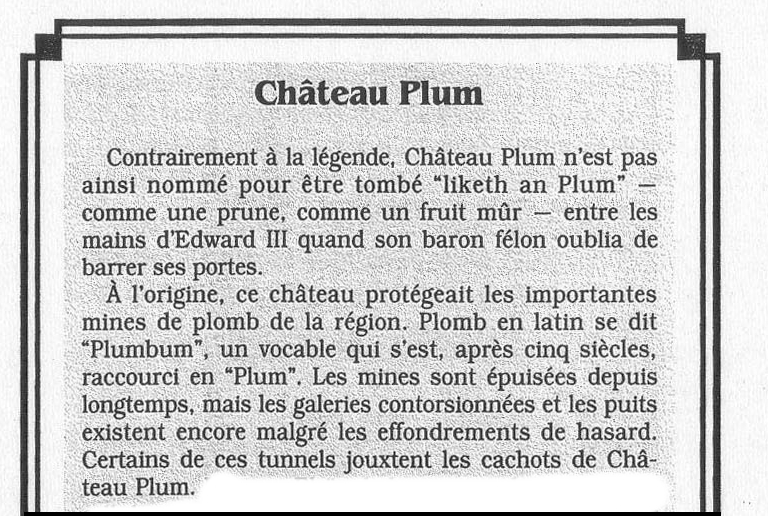 Château Plum
Contrairement à la légende, Château Plum n'est pas
ainsi nommé pour être tombé "liketh an Plum" —
comme une prune, comme un fruit mûr — entre les
mains d'Edward III quand son baron félon oublia de
barrer ses portes.
À l'origine, ce château protégeait les importantes
mines de plomb de la région. Plomb en latin se dit
"Plumbum", un vocable qui s'est, après cinq siècles,
raccourci en "Plum". Les mines sont épuisées depuis
longtemps, mais les galeries contorsionnées et les puits
existent encore malgré les effondrements de hasard.
Certains de ces tunnels jouxtent les cachots de Châ-
teau Plum.